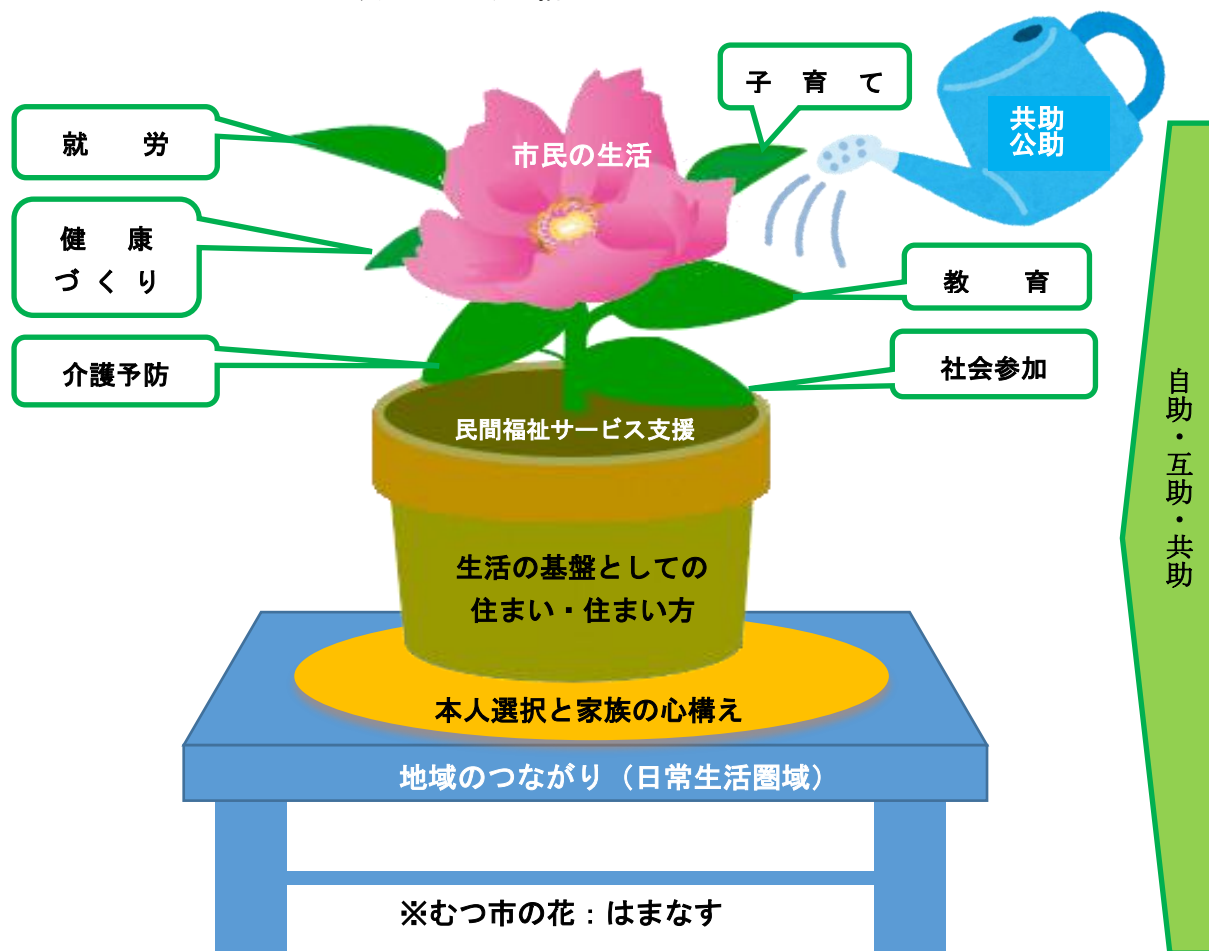 子 育 て
共助
公助
就 労
市民の生活
健 康
づ く り
教 育
介護予防
社会参加
民間福祉サービス支援
自助・互助・共助
生活の基盤としての
住まい・住まい方
本人選択と家族の心構え
地域のつながり（日常生活圏域）
※むつ市の花：はまなす